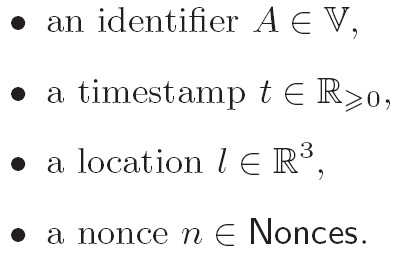 • an identifier A ∈ 𝕍,
• a timestamp t ∈ ℝ⩾0,
• a location l ∈ ℝ³,
• a nonce n ∈ Nonces.